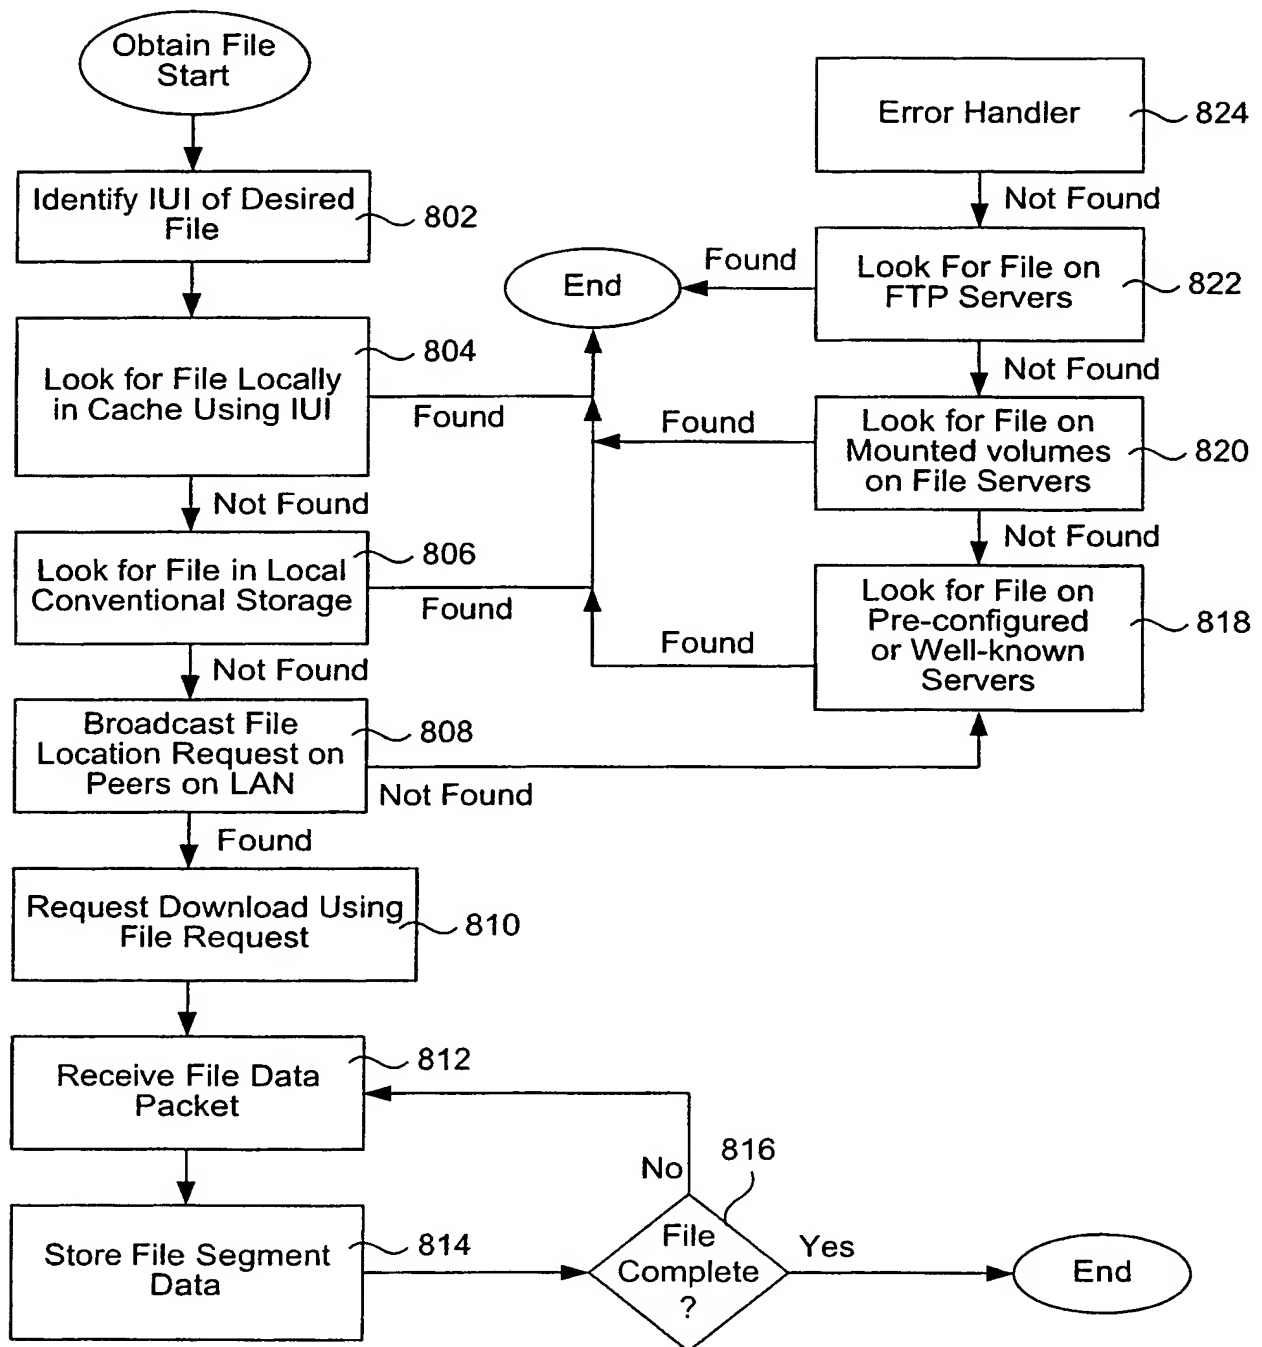 Obtain File
Start
Identify IUI of Desired
File
802
Look for File Locally
in Cache Using IUI
804
Found
Not Found
Look for File in Local
Conventional Storage
806
Found
Not Found
Broadcast File
Location Request on
Peers on LAN
808
Not Found
Found
Request Download Using
File Request
810
Receive File Data
Packet
812
Store File Segment
Data
814
File
Complete
?
816
No
Yes
End
End
Error Handler
824
Not Found
Look For File on
FTP Servers
822
Found
Not Found
Look for File on
Mounted volumes
on File Servers
820
Found
Not Found
Look for File on
Pre-configured
or Well-known
Servers
818
Found